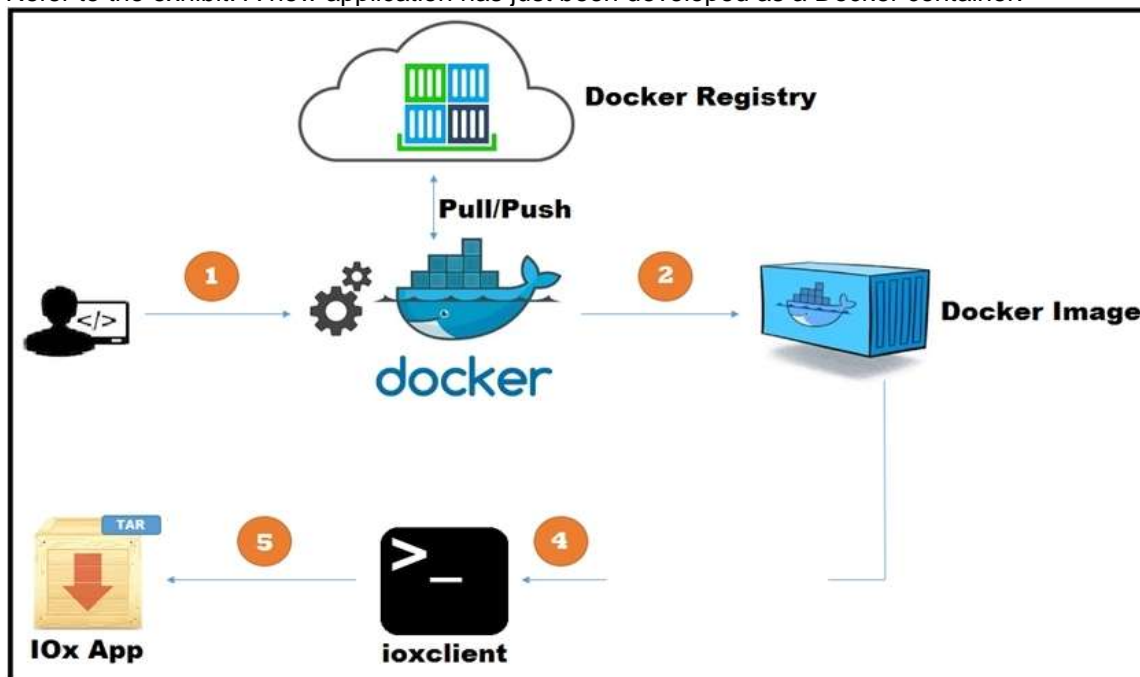 Refer to the exhibit. A new application has just been developed as a Docker container.
Docker Registry
Pull/Push
1
2
</>
docker
Docker Image
TAR
5
>_
4
IOx App
ioxclient